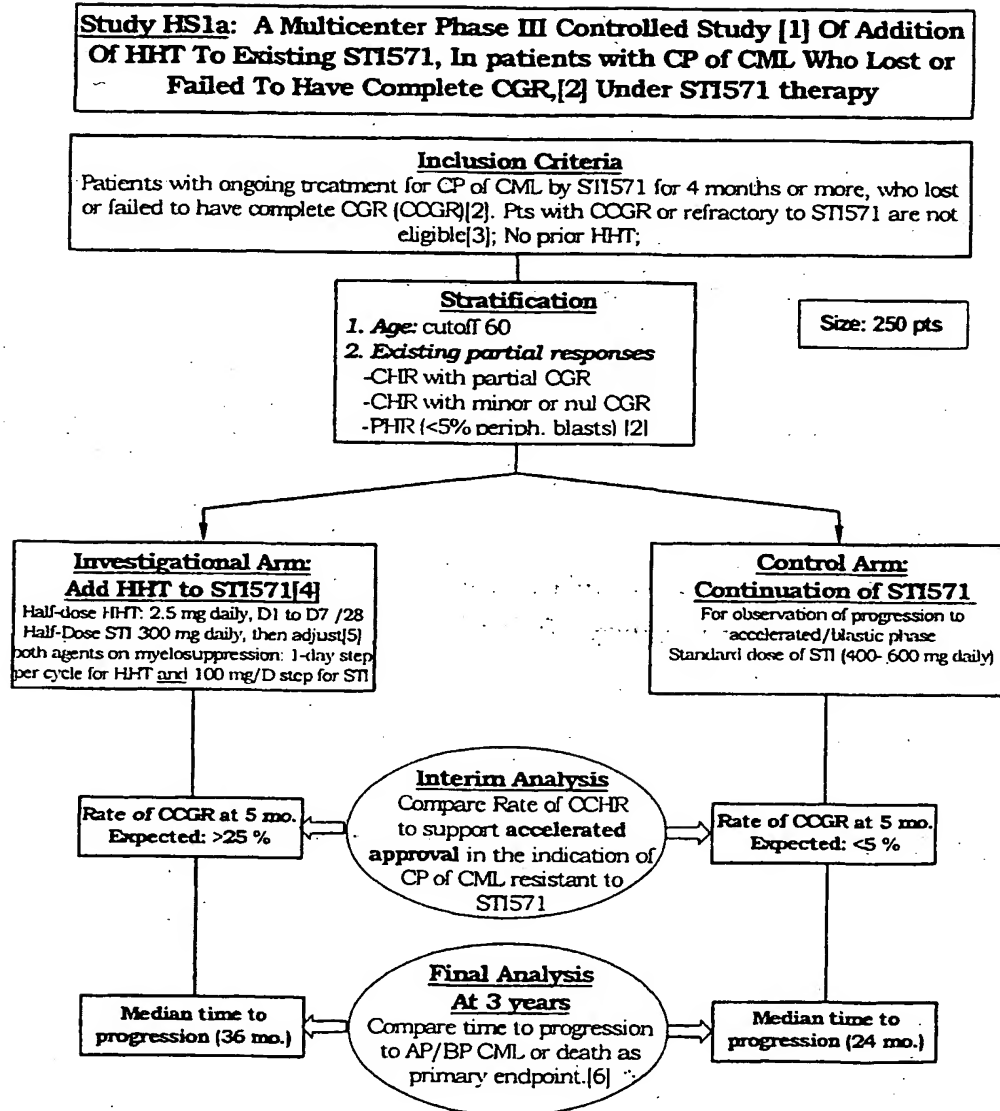 Study HS1a: A Multicenter Phase III Controlled Study [1] Of Addition
Of HHT To Existing STI571, In patients with CP of CML Who Lost or
Failed To Have Complete CGR,[2] Under STI571 therapy
Inclusion Criteria
Patients with ongoing treatment for CP of CML by STI571 for 4 months or more, who lost
or failed to have complete CGR (CCGR)[2]. Pts with CCGR or refractory to STI571 are not
eligible[3]; No prior HHT;
Stratification
1. Age: cutoff 60
2. Existing partial responses
-CHR with partial CGR
-CHR with minor or nul CGR
-PHR (<5% periph. blasts) [2]
Size: 250 pts
Investigational Arm:
Add HHT to STI571[4]
Half-dose HHT: 2.5 mg daily, D1 to D7 /28
Half-Dose STI 300 mg daily, then adjust[5]
both agents on myelosuppression: 1-day step
per cycle for HHT and 100 mg/D step for STI
Control Arm:
Continuation of STI571
For observation of progression to
accelerated/blastic phase
Standard dose of STI (400- 600 mg daily)
Rate of CCGR at 5 mo.
Expected: >25 %
Interim Analysis
Compare Rate of CCHR
to support accelerated
approval in the indication of
CP of CML resistant to
STI571
Rate of CCGR at 5 mo.
Expected: <5 %
Median time to
progression (36 mo.)
Final Analysis
At 3 years
Compare time to progression
to AP/BP CML or death as
primary endpoint.[6]
Median time to
progression (24 mo.)